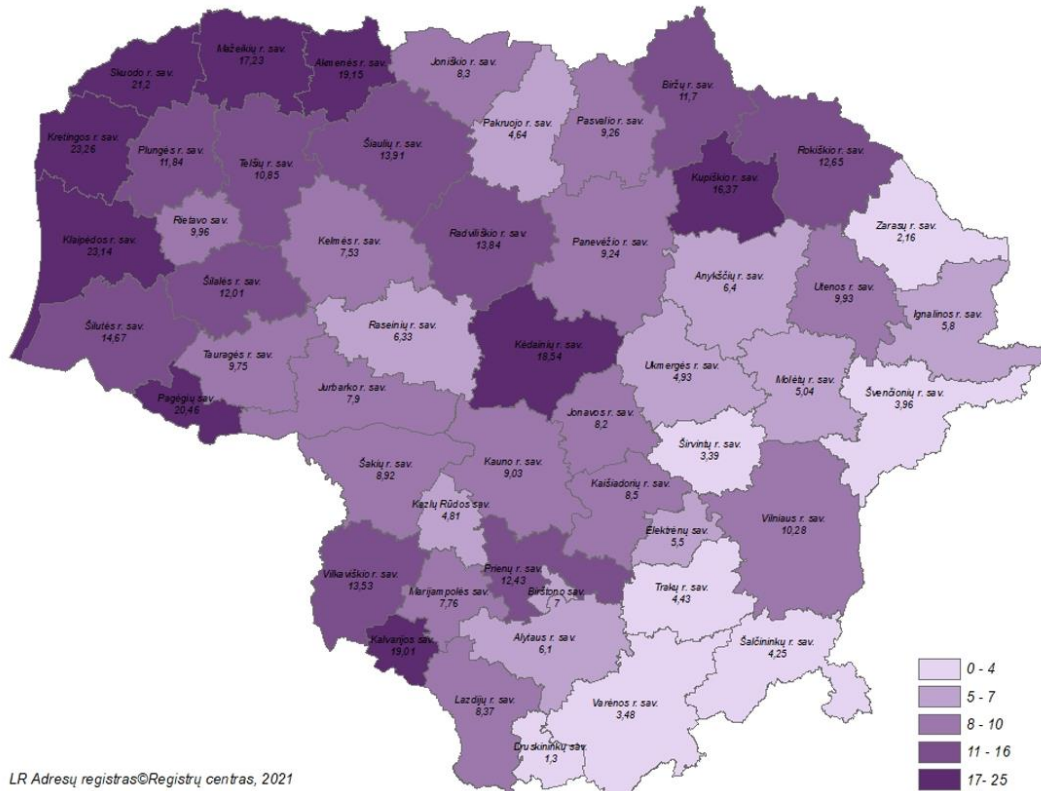 Mažeikių r. sav.
17,23
Akmenės r. sav.
19,15
Skuodo r. sav.
21,2
Joniškio r. sav.
8,3
Biržų r. sav.
11,7
Pakruojo r. sav.
4,64
Pasvalio r. sav.
9,26
Kretingos r. sav.
23,26
Plungės r. sav.
11,84
Telšių r. sav.
10,85
Šiaulių r. sav.
13,91
Rokiškio r. sav.
12,65
Kupiškio r. sav.
16,37
Rietavo sav.
9,96
Klaipėdos r. sav.
23,14
Kelmės r. sav.
7,53
Radviliškio r. sav.
13,84
Panevėžio r. sav.
9,24
Zarasų r. sav.
2,16
Anykščių r. sav.
6,4
Utenos r. sav.
9,93
Šilalės r. sav.
12,01
Ignalinos r. sav.
5,8
Šilutės r. sav.
14,67
Raseinių r. sav.
6,33
Kėdainių r. sav.
18,54
Tauragės r. sav.
9,75
Ukmergės r. sav.
4,93
Molėtų r. sav.
5,04
Jurbarko r. sav.
7,9
Švenčionių r. sav.
3,96
Pagėgių sav.
20,46
Jonavos r. sav.
8,2
Širvintų r. sav.
3,39
Šakių r. sav.
8,92
Kauno r. sav.
9,03
Kaišiadorių r. sav.
8,5
Kazlų Rūdos sav.
4,81
Vilniaus r. sav.
10,28
Elektrėnų sav.
5,5
Vilkaviškio r. sav.
13,53
Prienų r. sav.
12,43
Marijampolės sav.
7,76
Birštono sav.
7
Trakų r. sav.
4,43
Kalvarijos sav.
19,01
Alytaus r. sav.
6,1
Šalčininkų r. sav.
4,25
Lazdijų r. sav.
8,37
Varėnos r. sav.
3,48
Druskininkų sav.
1,3
0 - 4
5 - 7
8 - 10
11 - 16
17- 25
LR Adresų registras©Registrų centras, 2021